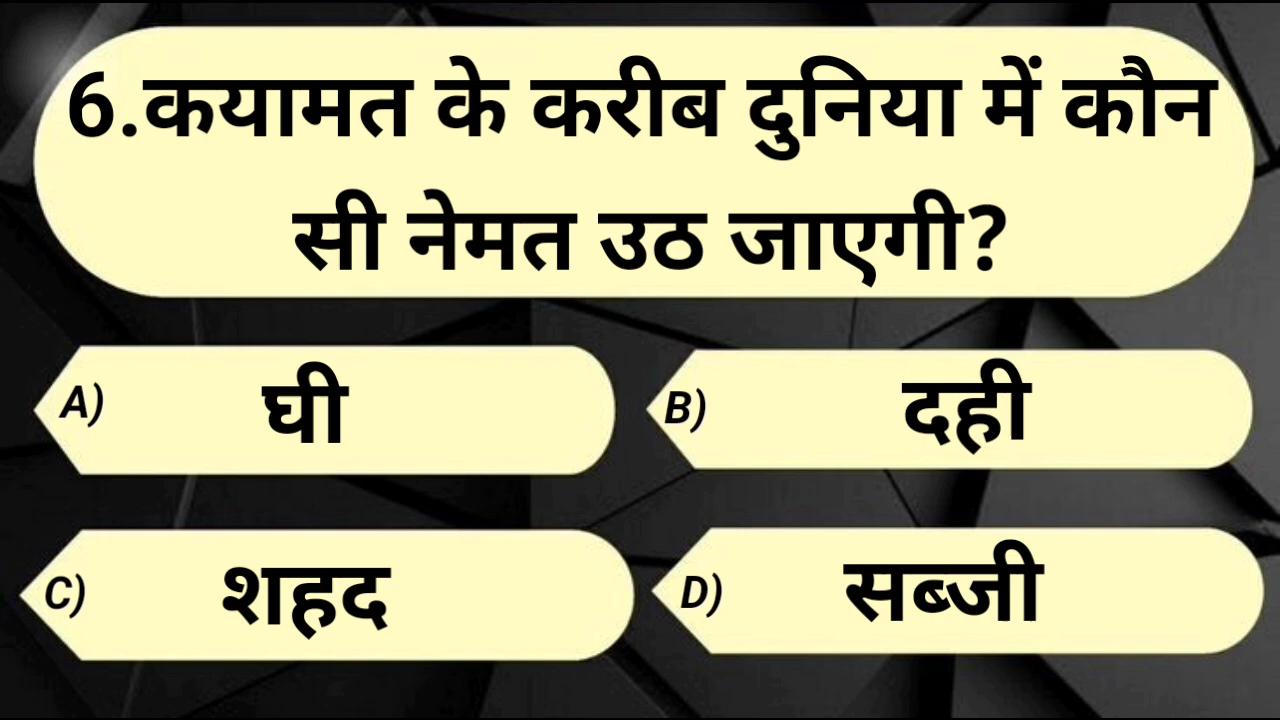 6.कयामत के करीब दुनिया में कौन
सी नेमत उठ जाएगी?
A) घी
B) दही
C) शहद
D) सब्जी